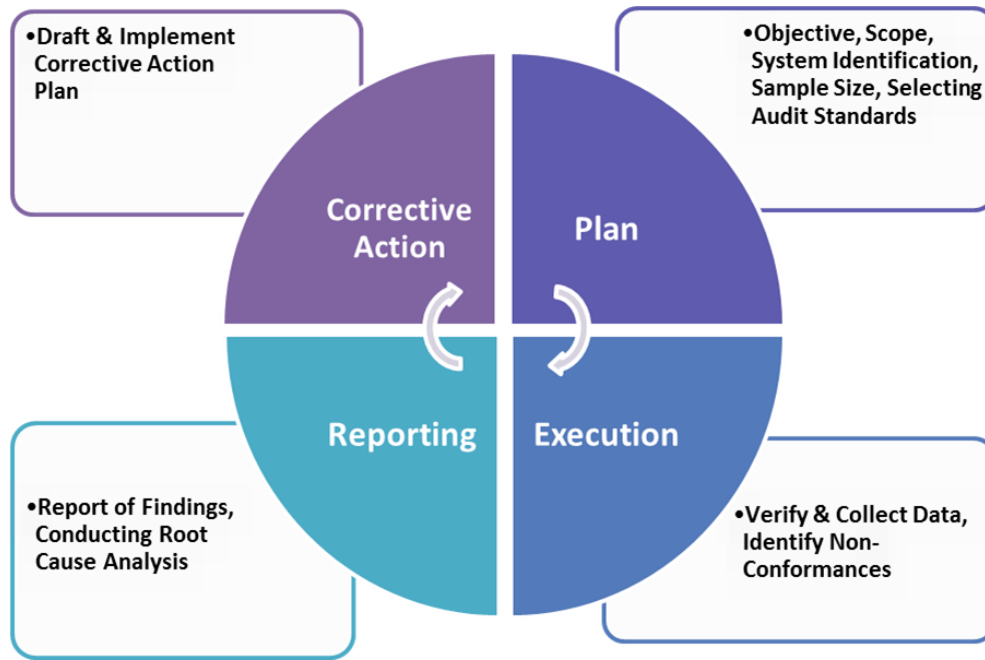 •Draft & Implement
Corrective Action
Plan
•Objective, Scope,
System Identification,
Sample Size, Selecting
Audit Standards
Corrective
Action
Plan
Reporting
Execution
•Report of Findings,
Conducting Root
Cause Analysis
•Verify & Collect Data,
Identify Non-
Conformances